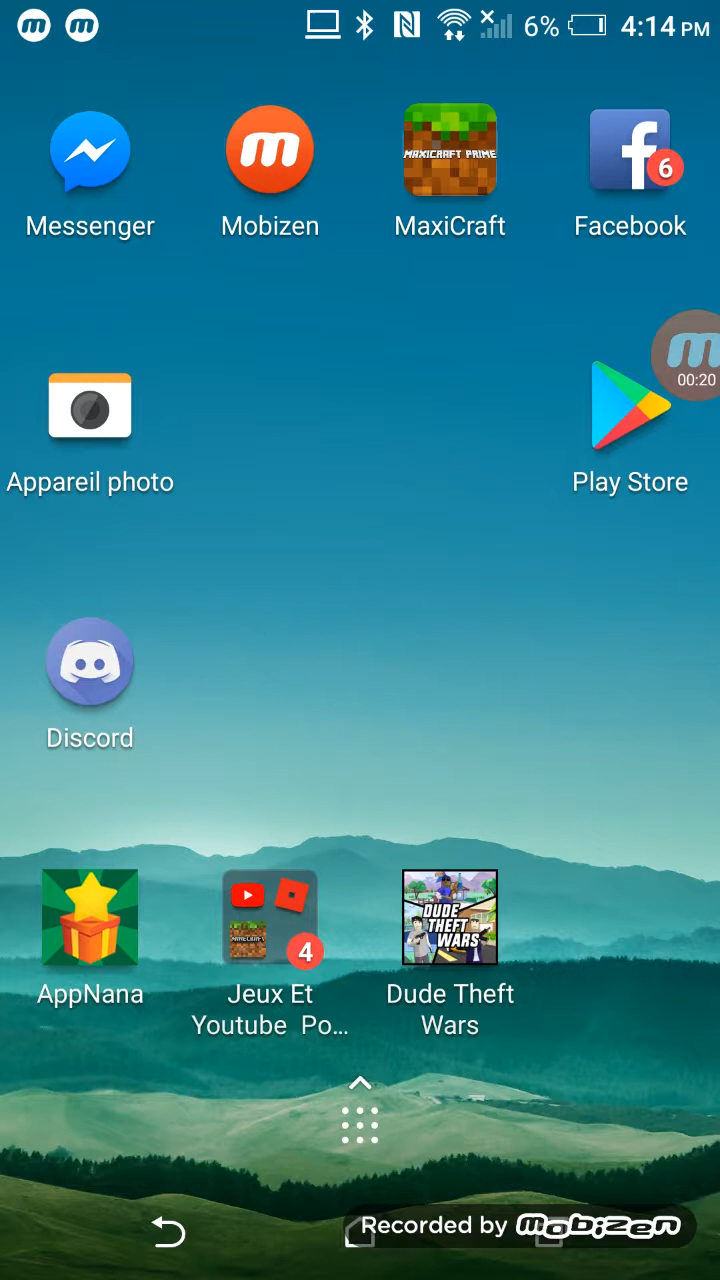 6% 4:14 PM
MAXICRAFT PRIME
6
Messenger Mobizen MaxiCraft Facebook
00:20
Appareil photo Play Store
Discord
DUDE
THEFT
WARS
MINECRAFT
4
AppNana Jeux Et Dude Theft
Youtube Po... Wars
Recorded by mobizen